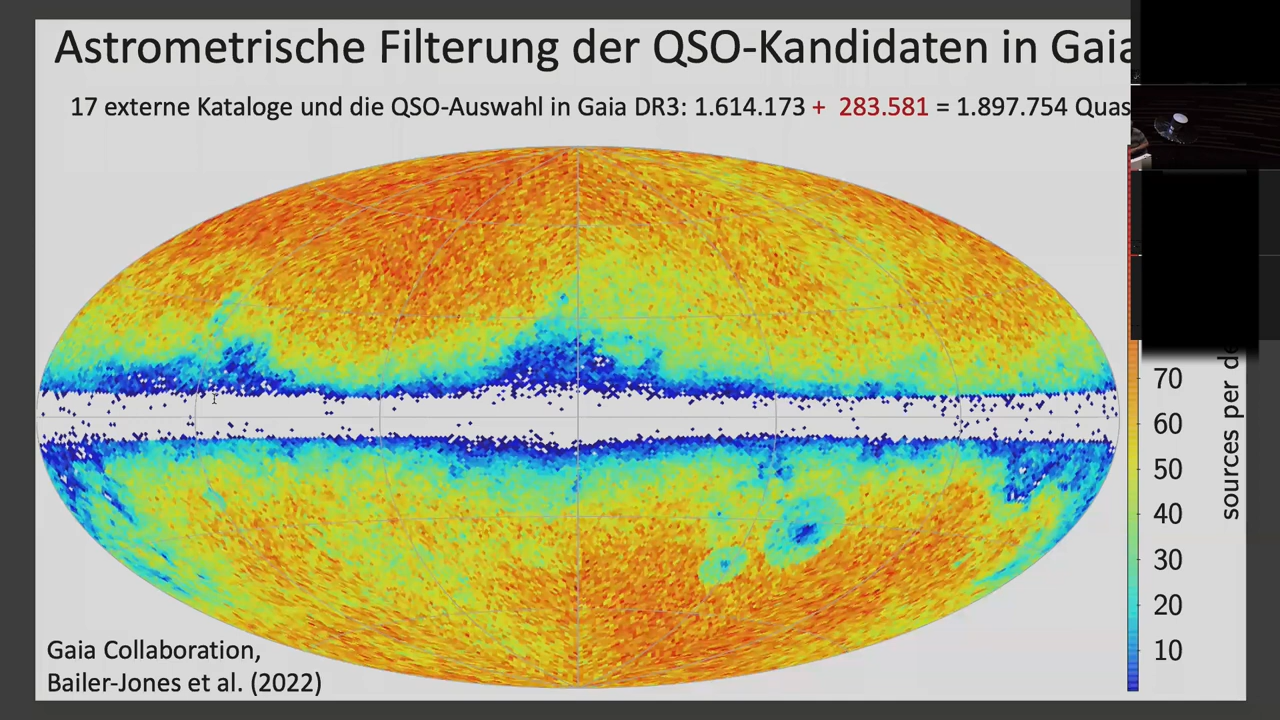 Astrometrische Filterung der QSO-Kandidaten in Gaia
17 externe Kataloge und die QSO-Auswahl in Gaia DR3: 1.614.173 + 283.581 = 1.897.754 Quas
70
60
50
40
30
20
10
sources per de
Gaia Collaboration,
Bailer-Jones et al. (2022)